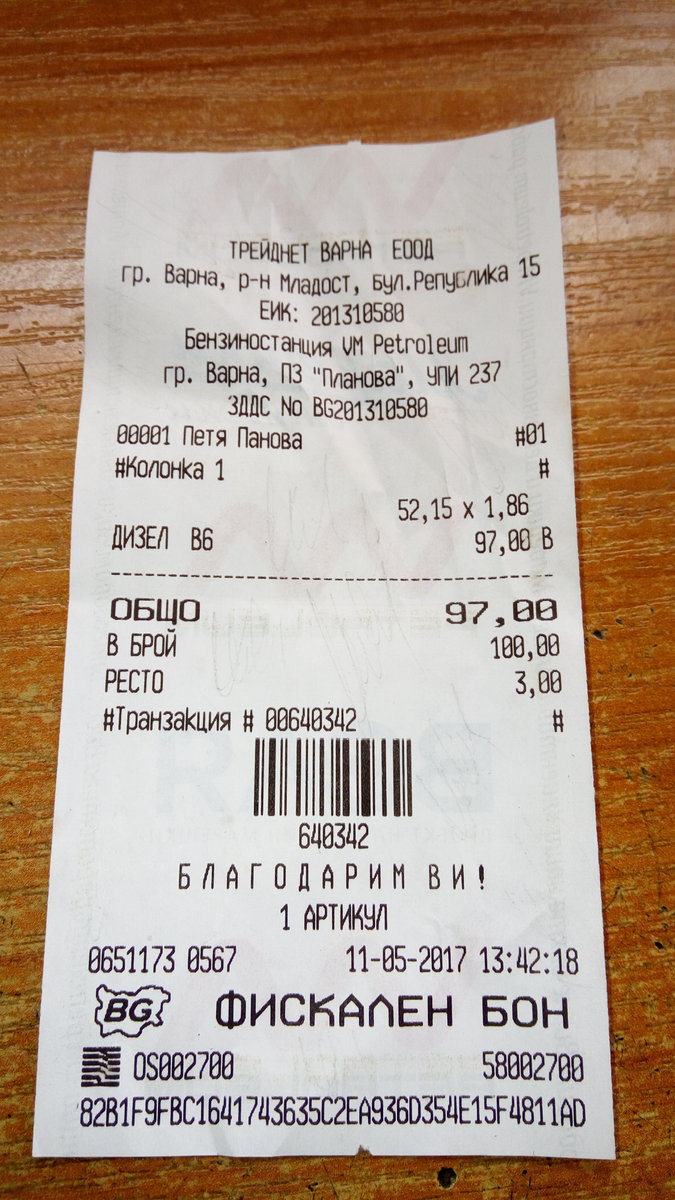 ТРЕЙДНЕТ ВАРНА ЕООД
гр. Варна, р-н Младост, бул.Република 15
ЕИК: 201310580
Бензиностанция VM Petroleum
гр. Варна, ПЗ "Планова", УПИ 237
ЗДДС No BG201310580
00001 Петя Панова #01
#Колонка 1 #
52,15 x 1,86
ДИЗЕЛ В6 97,00 В
ОБЩО 97,00
В БРОЙ 100,00
РЕСТО 3,00
#Транзакция # 00640342 #
640342
БЛАГОДАРИМ ВИ!
1 АРТИКУЛ
0651173 0567 11-05-2017 13:42:18
BG ФИСКАЛЕН БОН
OS002700 58002700
82B1F9FBC1641743635C2EA936D354E15F4811AD